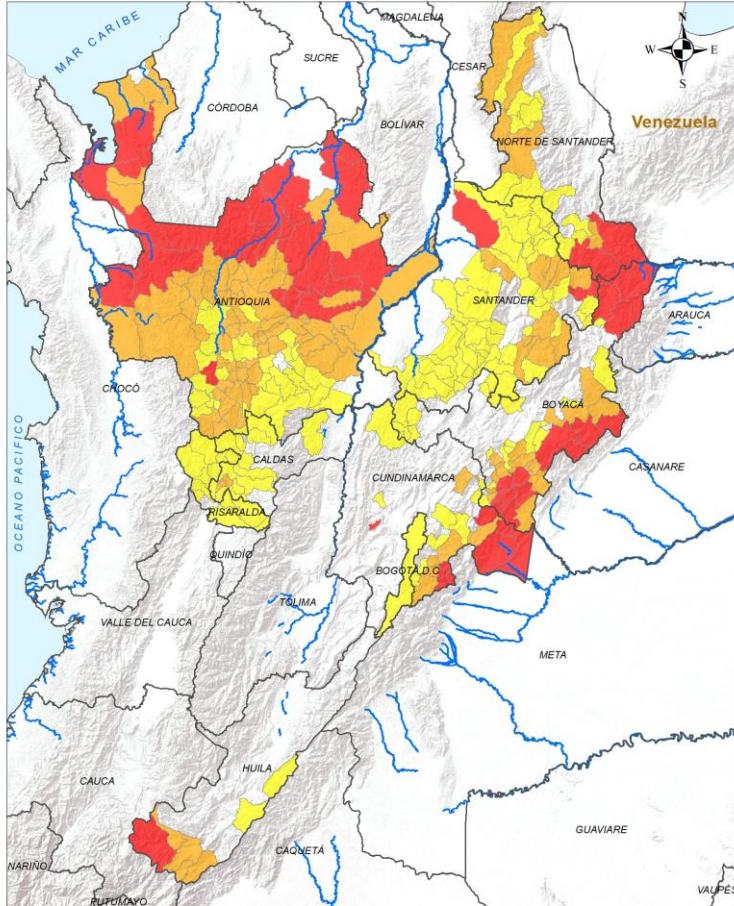 MAGDALENA
N
MAR CARIBE
SUCRE
W
E
CESAR
S
CÓRDOBA
BOLÍVAR
Venezuela
NORTE DE SANTANDER
ANTIOQUIA
SANTANDER
ARAUCA
CHOCÓ
BOYACÁ
CALDAS
CUNDINAMARCA
CASANARE
OCEANO PACIFICO
RISARALDA
QUINDÍO
BOGOTÁ, D.C
TOLIMA
VALLE DEL CAUCA
META
HUILA
CAUCA
GUAVIARE
CAQUETÁ
NARIÑO
PUTUMAYO
VAUPÉS